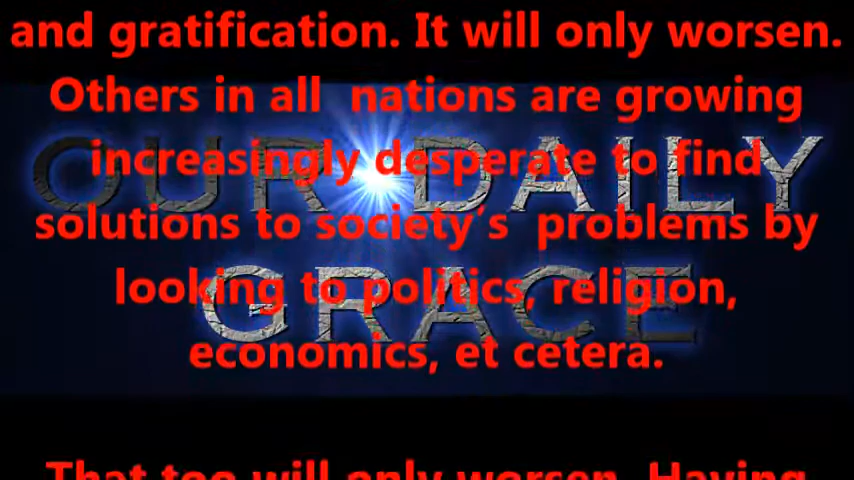 and gratification. It will only worsen.
Others in all nations are growing
increasingly desperate to find
solutions to society's problems by
looking to politics, religion,
economics, et cetera.
That too will only worsen. Having
OUR DAILY
GRACE